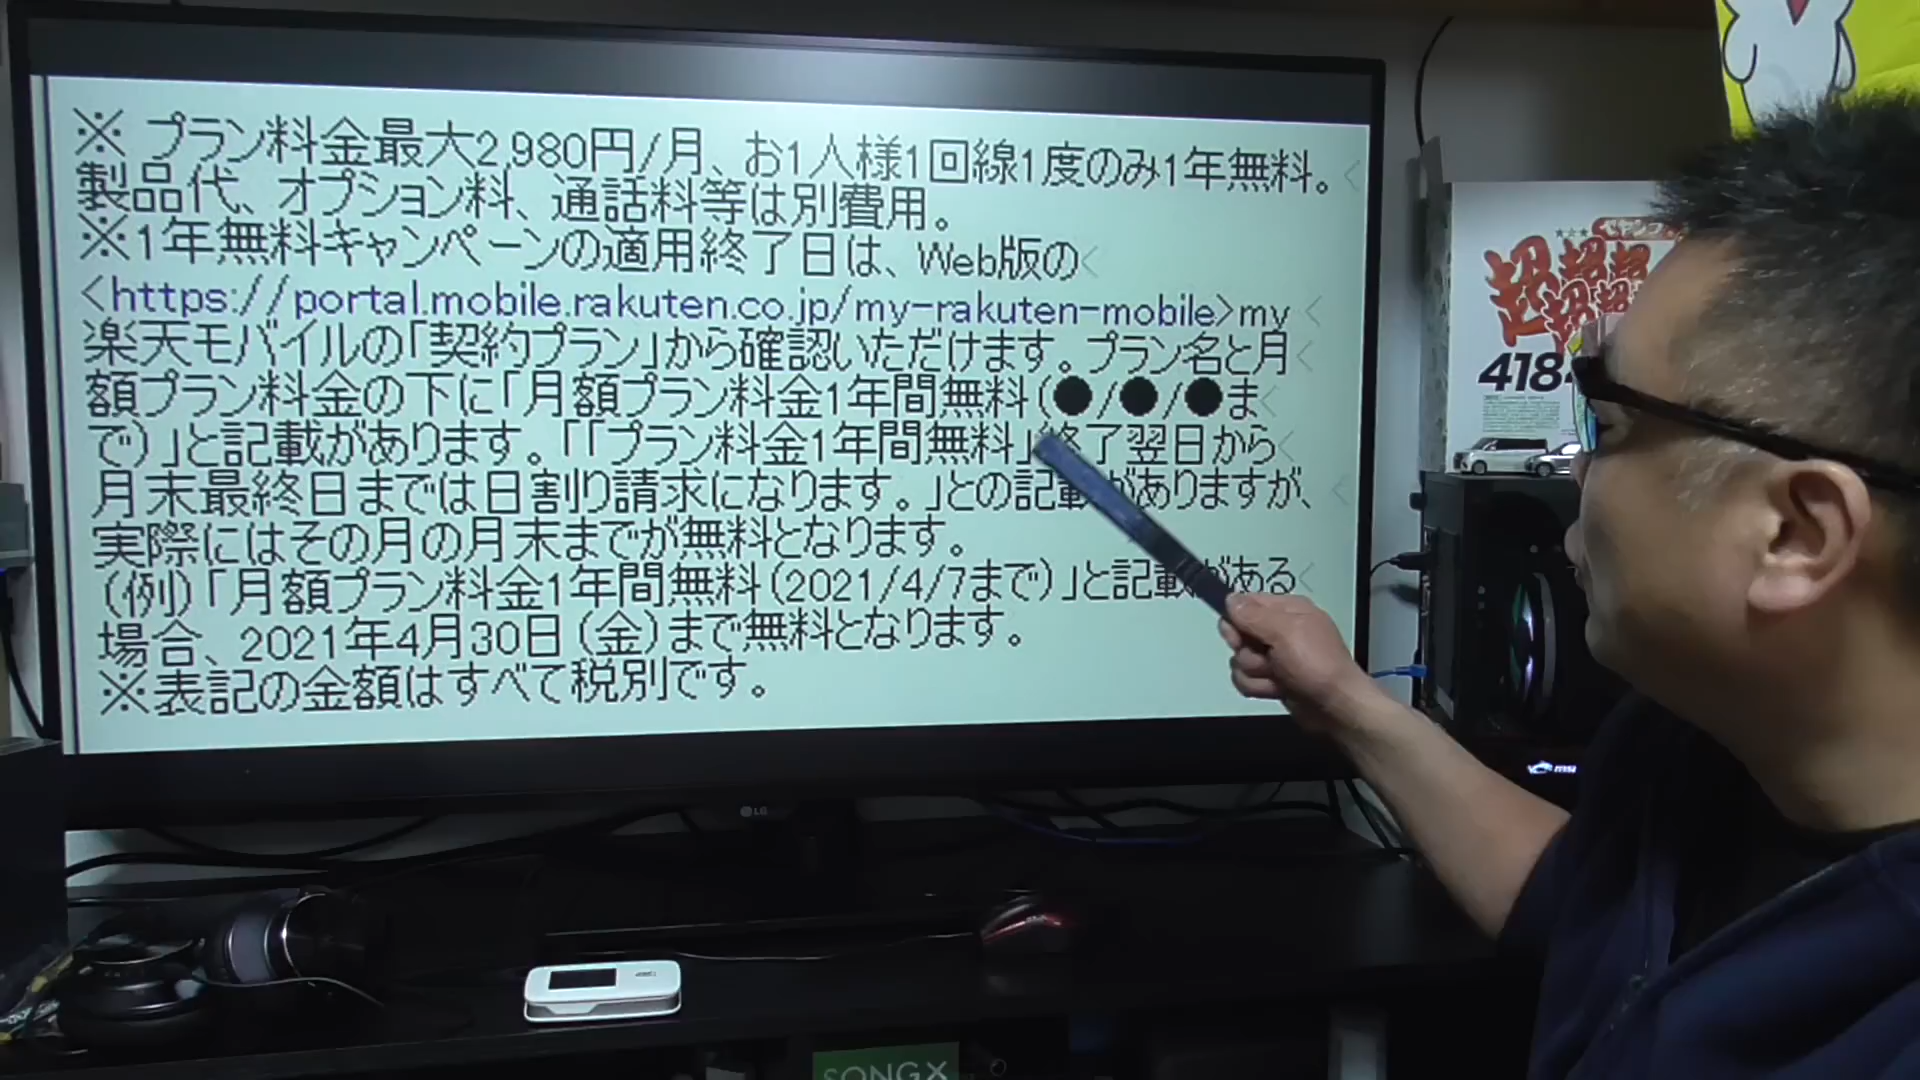 ※ プラン料金最大2,980円/月、お1人様1回線1度のみ1年無料。
製品代、オプション料、通話料等は別費用。
※1年無料キャンペーンの適用終了日は、Web版の
<https://portal.mobile.rakuten.co.jp/my-rakuten-mobile>my
楽天モバイルの「契約プラン」から確認いただけます。プラン名と月
額プラン料金の下に「月額プラン料金1年間無料(●/●/●ま
で)」と記載があります。「「プラン料金1年間無料」終了翌日から
月末最終日までは日割り請求になります。」との記載がありますが、
実際にはその月の月末までが無料となります。
(例)「月額プラン料金1年間無料(2021/4/7まで)」と記載がある
場合、2021年4月30日(金)まで無料となります。
※表記の金額はすべて税別です。
超超超
418
LG
msi
SONGX